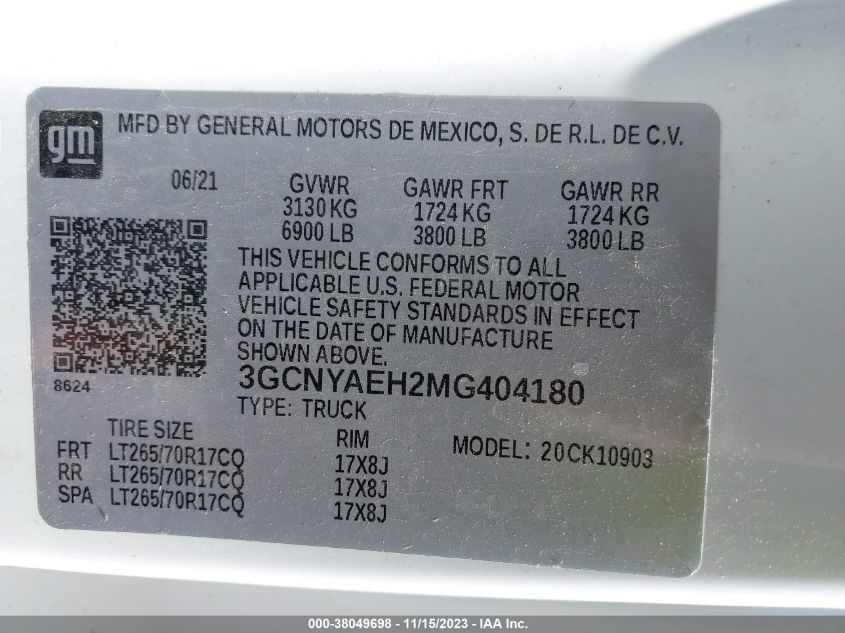 gm
MFD BY GENERAL MOTORS DE MEXICO, S. DE R.L. DE C.V.
06/21 GVWR GAWR FRT GAWR RR
3130 KG 1724 KG 1724 KG
6900 LB 3800 LB 3800 LB
THIS VEHICLE CONFORMS TO ALL
APPLICABLE U.S. FEDERAL MOTOR
VEHICLE SAFETY STANDARDS IN EFFECT
ON THE DATE OF MANUFACTURE
SHOWN ABOVE.
8624
3GCNYAEH2MG404180
TYPE: TRUCK
TIRE SIZE RIM MODEL: 20CK10903
FRT LT265/70R17CQ 17X8J
RR LT265/70R17CQ 17X8J
SPA LT265/70R17CQ 17X8J
000-38049698 - 11/15/2023 - IAA Inc.